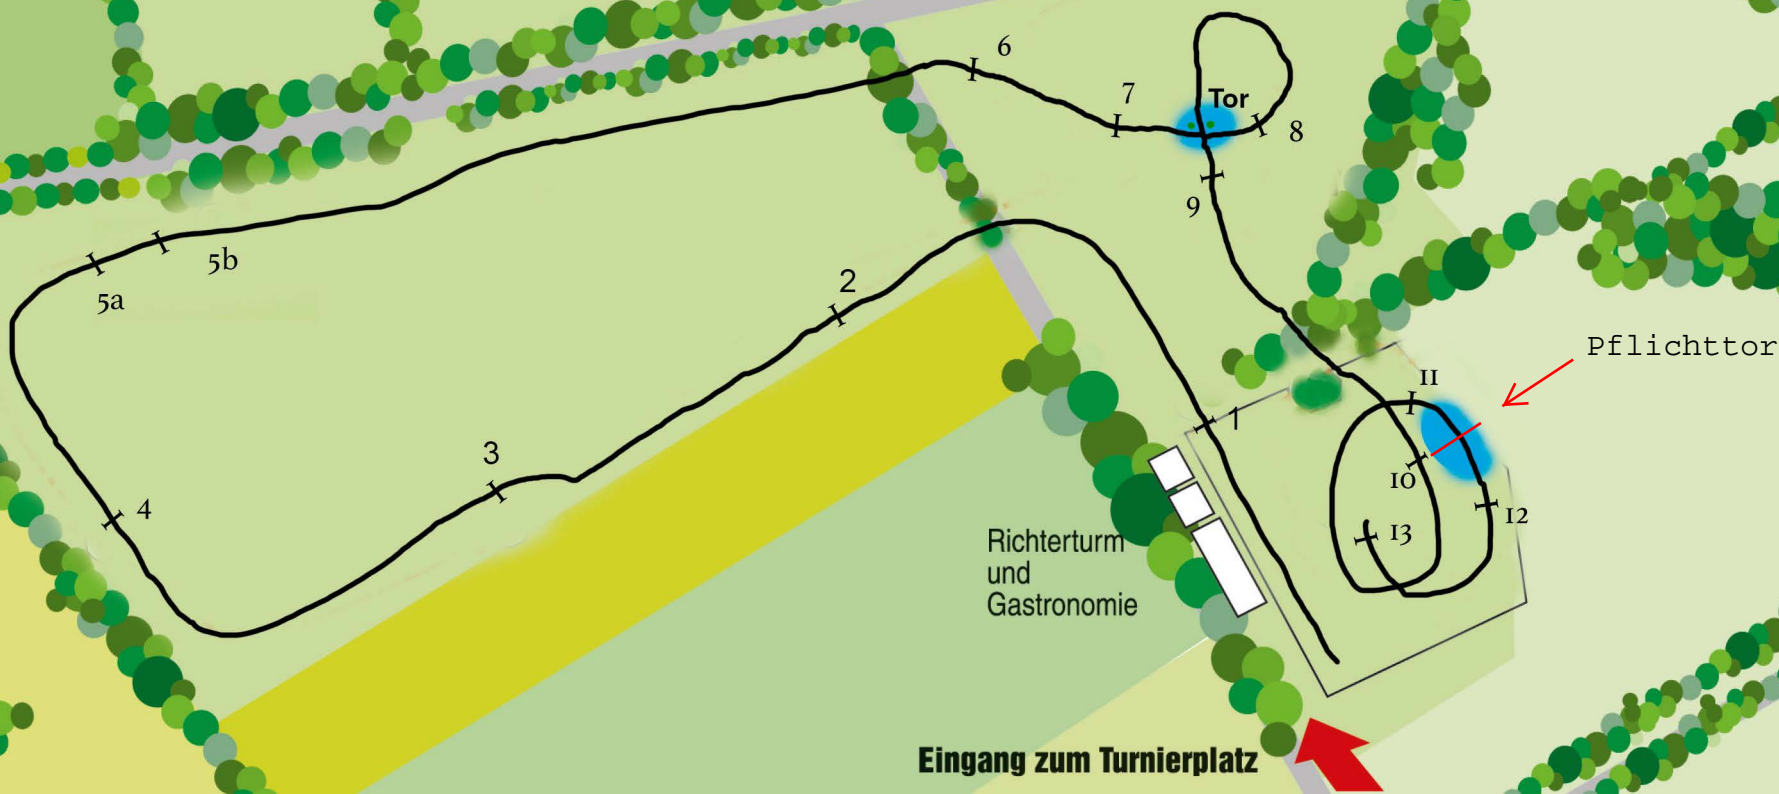 6
7
Tor
8
9
5b
5a
2
Pflichttor
11
1
3
10
4
12
13
Richterturm
und
Gastronomie
Eingang zum Turnierplatz